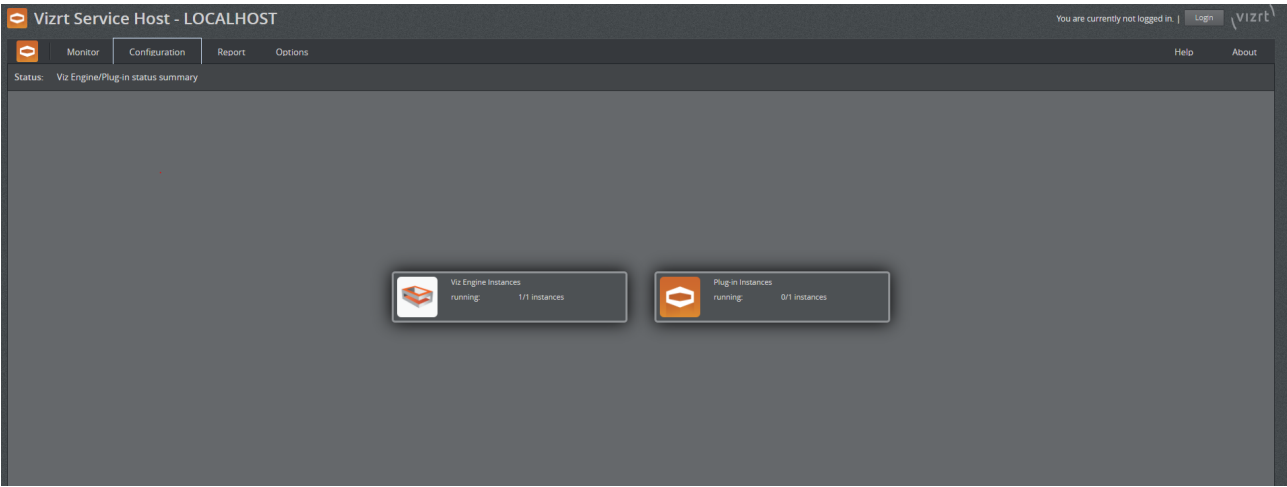 Vizrt Service Host - LOCALHOST
You are currently not logged in. | Login
vizrt
Monitor Configuration Report Options Help About
Status: Viz Engine/Plug-in status summary
Viz Engine Instances
running: 1/1 instances
Plug-in Instances
running: 0/1 instances